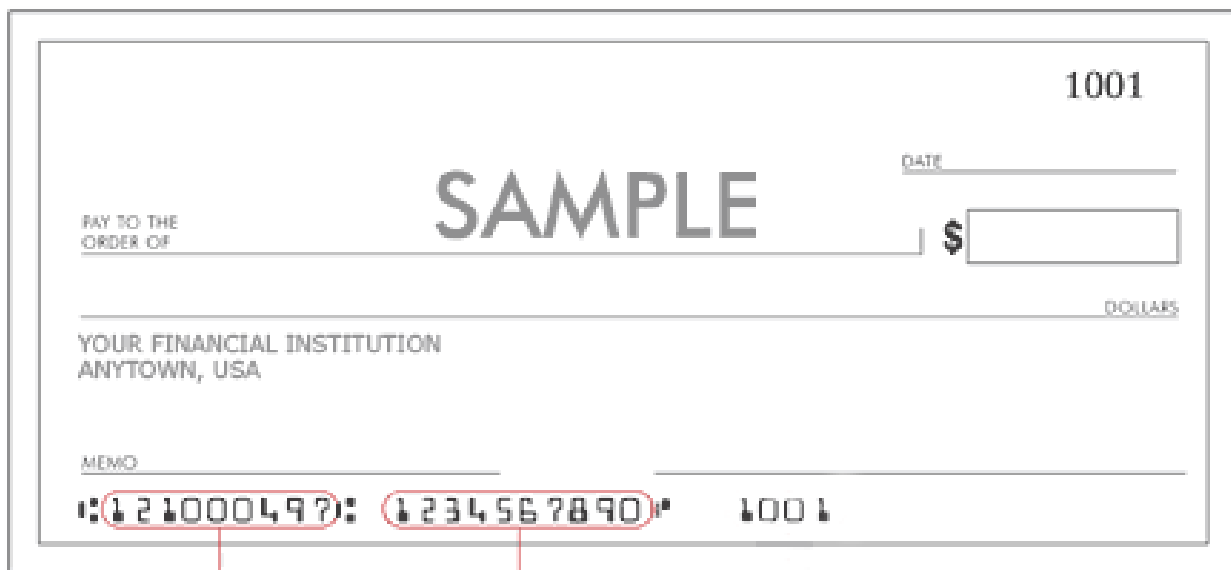 1001
DATE
SAMPLE
PAY TO THE
ORDER OF
$
DOLLARS
YOUR FINANCIAL INSTITUTION
ANYTOWN, USA
MEMO
⑆121000497⑆ 1234567890⑈ 1001